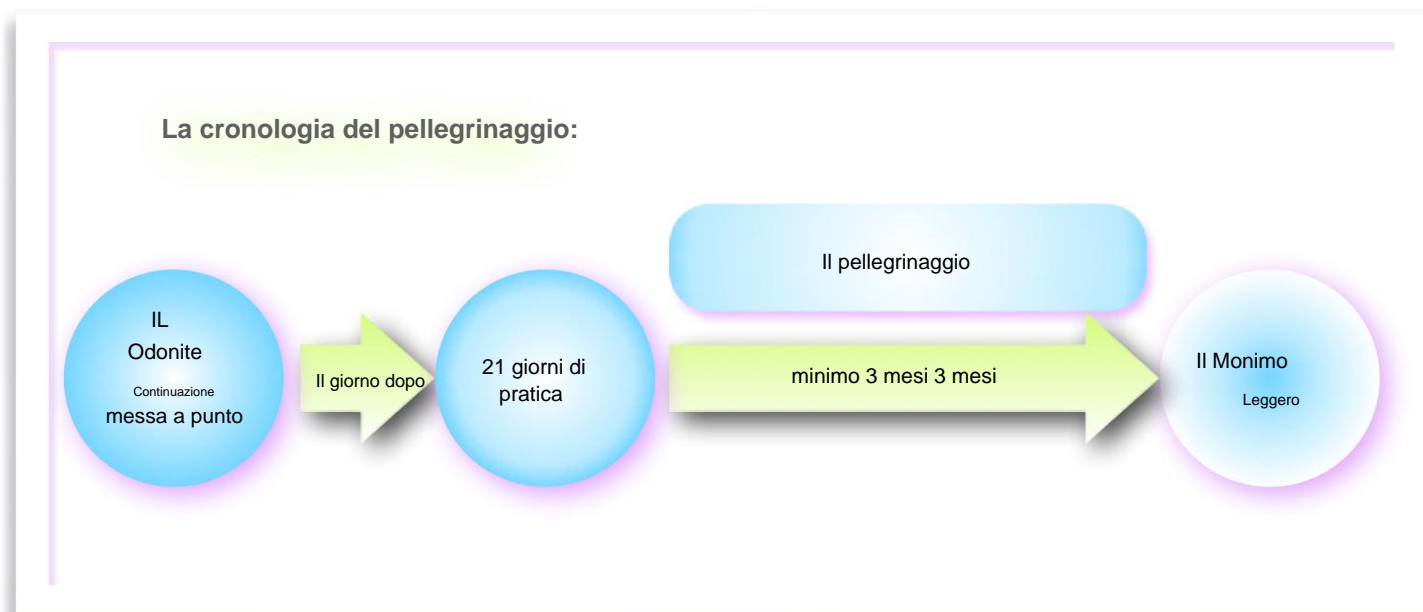 La cronologia del pellegrinaggio:
Il pellegrinaggio
IL
Odonite
Continuazione
messa a punto
Il giorno dopo
21 giorni di
pratica
minimo 3 mesi 3 mesi
Il Monimo
Leggero